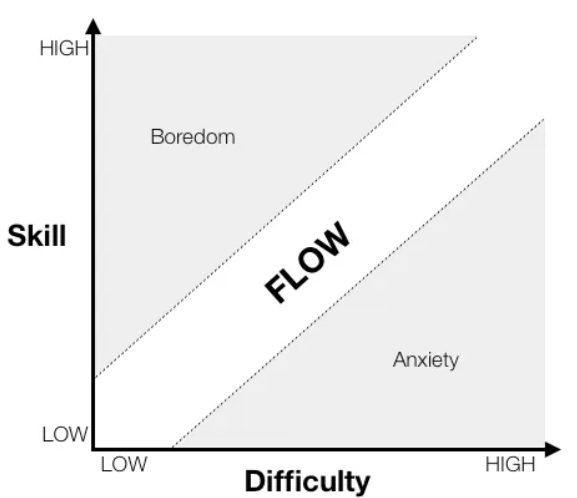 HIGH
Boredom
Skill
FLOW
Anxiety
LOW
LOW
HIGH
Difficulty